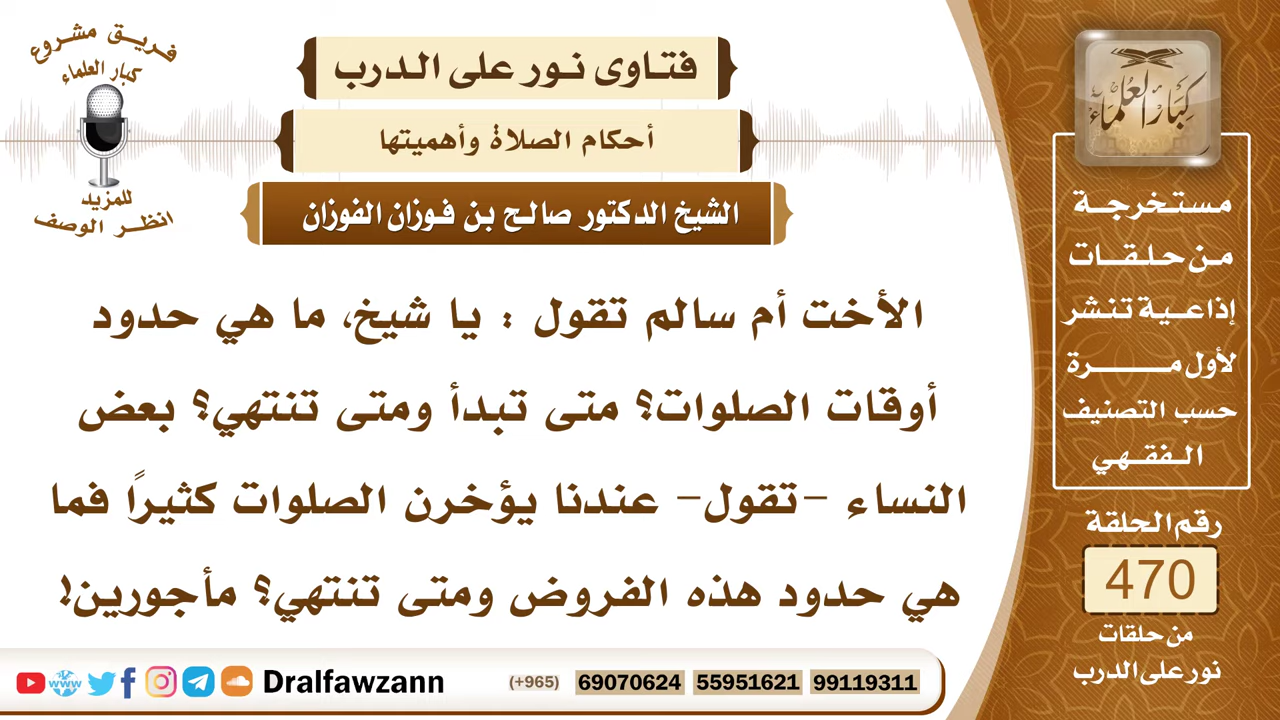 فريق مشروع
كبار العلماء
للمزيد
انظر الوصف
فتاوى نور على الدرب
أحكام الصلاة وأهميتها
الشيخ الدكتور صالح بن فوزان الفوزان
الأخت أم سالم تقول : يا شيخ، ما هي حدود
أوقات الصلوات؟ متى تبدأ ومتى تنتهي؟ بعض
النساء -تقول- عندنا يؤخرن الصلوات كثيرًا فما
هي حدود هذه الفروض ومتى تنتهي؟ مأجورين!
كبار العلماء
مستخرجة
من حلقات
إذاعية تنشر
لأول مرة
حسب التصنيف
الفقهي
رقم الحلقة
470
من حلقات
نور على الدرب
www Dralfawzann (+965) 69070624 55951621 99119311